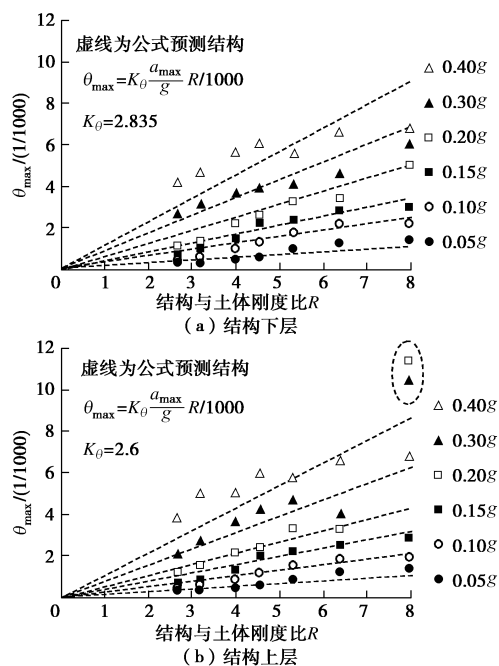 12
10
8
6
4
2
0
θmax/(1/1000)
虚线为公式预测结构
θmax=Kθ amax/g R/1000
Kθ=2.835
0.40g
0.30g
0.20g
0.15g
0.10g
0.05g
1 2 3 4 5 6 7 8
结构与土体刚度比R
(a)结构下层
12
10
8
6
4
2
0
θmax/(1/1000)
虚线为公式预测结构
θmax=Kθ amax/g R/1000
Kθ=2.6
0.40g
0.30g
0.20g
0.15g
0.10g
0.05g
1 2 3 4 5 6 7 8
结构与土体刚度比R
(b)结构上层